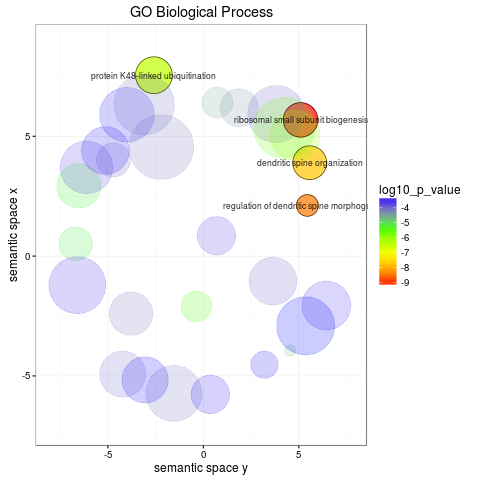 GO Biological Process
protein K48-linked ubiquitination
ribosomal small subunit biogenesis
dendritic spine organization
regulation of dendritic spine morphog
semantic space x
5
0
-5
-5
0
5
semantic space y
log10_p_value
-4
-5
-6
-7
-8
-9